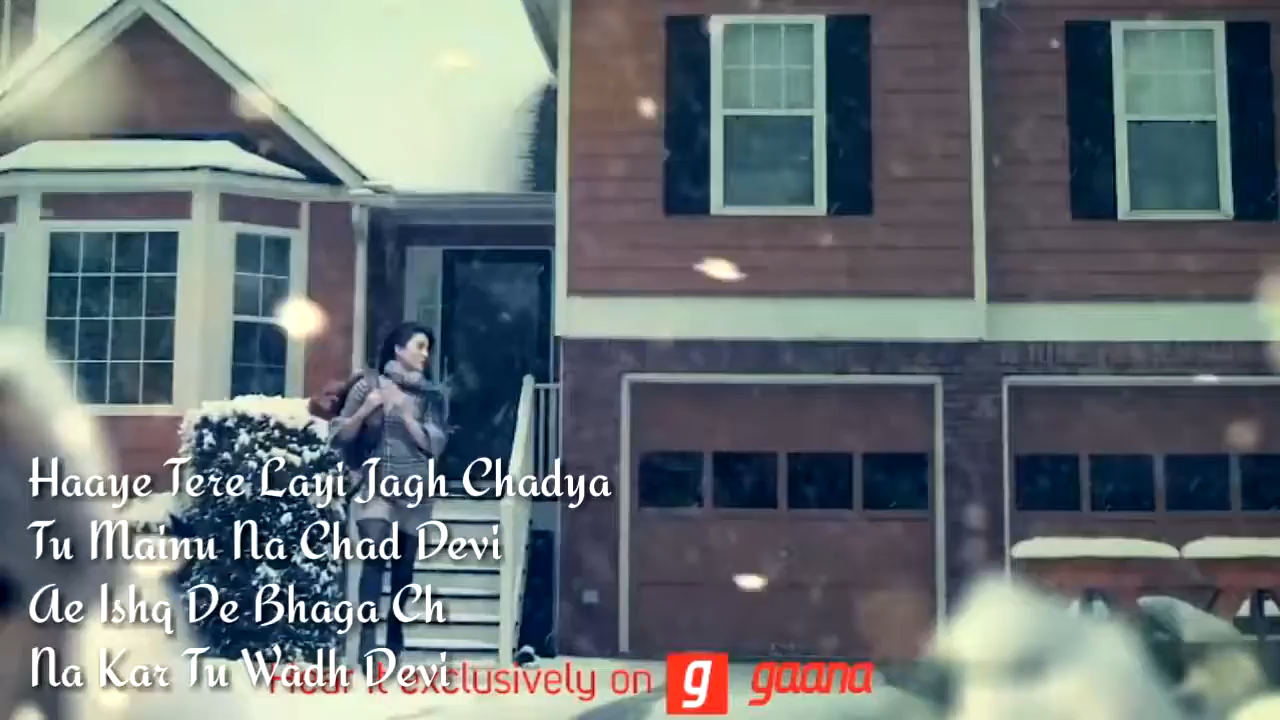 Haaye Tere Layi Jagh Chadya
Tu Mainu Na Chad Devi
Ae Ishq De Bhaga Ch
Na Kar Tu Wadh Devi
Hear it exclusively on g gaana